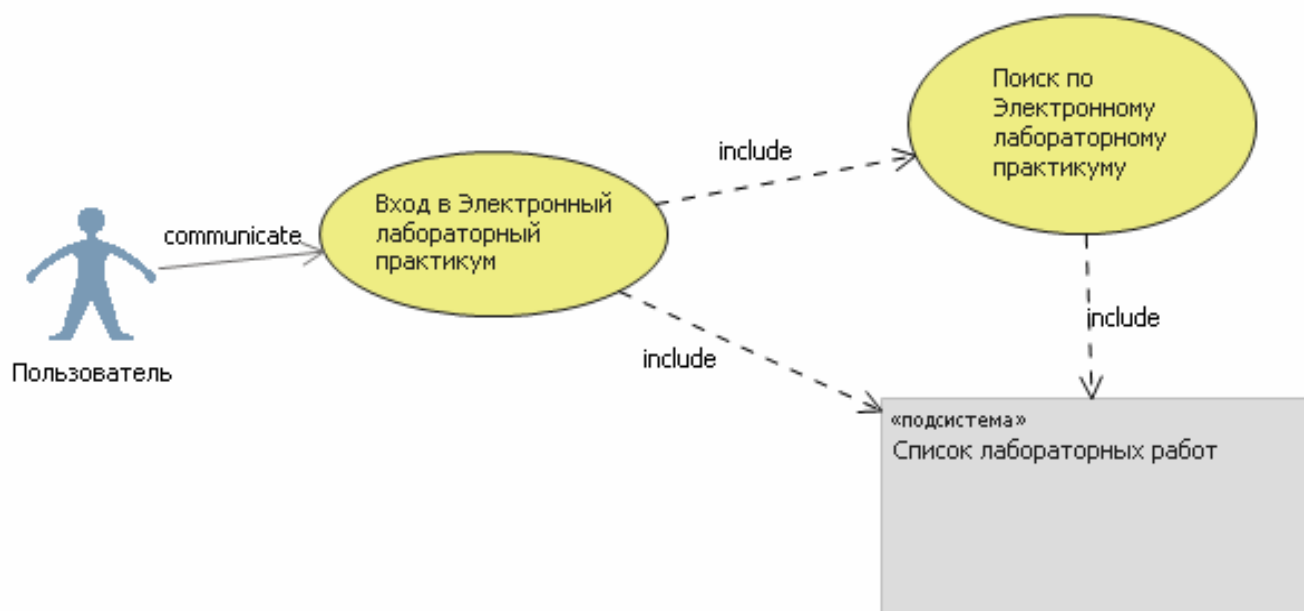 Поиск по
Электронному
лабораторному
практикуму
include
Вход в Электронный
лабораторный
практикум
communicate
include
include
Пользователь
«подсистема»
Список лабораторных работ